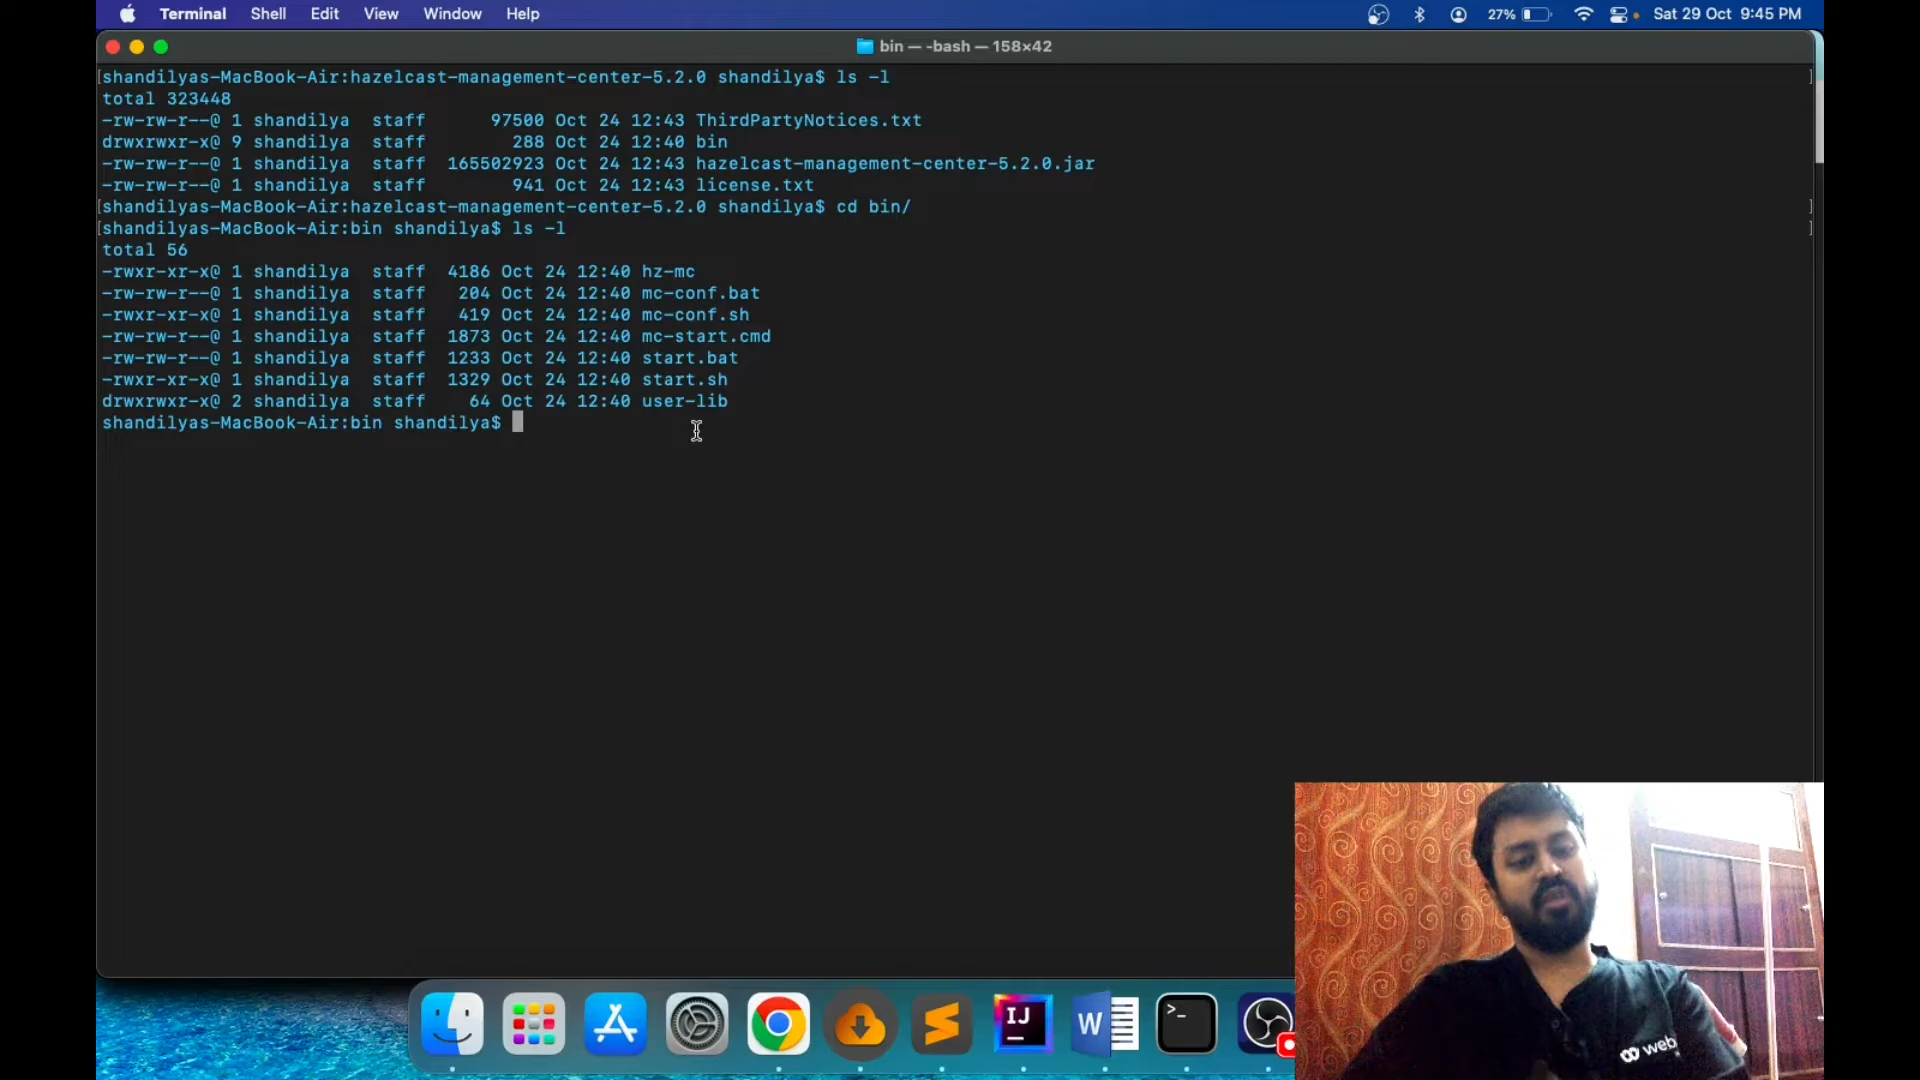 Terminal Shell Edit View Window Help 27% Sat 29 Oct 9:45 PM
bin — -bash — 158×42
[shandilyas-MacBook-Air:hazelcast-management-center-5.2.0 shandilya$ ls -l ]
total 323448
-rw-rw-r--@ 1 shandilya  staff      97500 Oct 24 12:43 ThirdPartyNotices.txt
drwxrwxr-x@ 9 shandilya  staff        288 Oct 24 12:40 bin
-rw-rw-r--@ 1 shandilya  staff  165502923 Oct 24 12:43 hazelcast-management-center-5.2.0.jar
-rw-rw-r--@ 1 shandilya  staff        941 Oct 24 12:43 license.txt
[shandilyas-MacBook-Air:hazelcast-management-center-5.2.0 shandilya$ cd bin/ ]
[shandilyas-MacBook-Air:bin shandilya$ ls -l ]
total 56
-rwxr-xr-x@ 1 shandilya  staff  4186 Oct 24 12:40 hz-mc
-rw-rw-r--@ 1 shandilya  staff   204 Oct 24 12:40 mc-conf.bat
-rwxr-xr-x@ 1 shandilya  staff   419 Oct 24 12:40 mc-conf.sh
-rw-rw-r--@ 1 shandilya  staff  1873 Oct 24 12:40 mc-start.cmd
-rw-rw-r--@ 1 shandilya  staff  1233 Oct 24 12:40 start.bat
-rwxr-xr-x@ 1 shandilya  staff  1329 Oct 24 12:40 start.sh
drwxrwxr-x@ 2 shandilya  staff    64 Oct 24 12:40 user-lib
shandilyas-MacBook-Air:bin shandilya$
IJ W >_
web